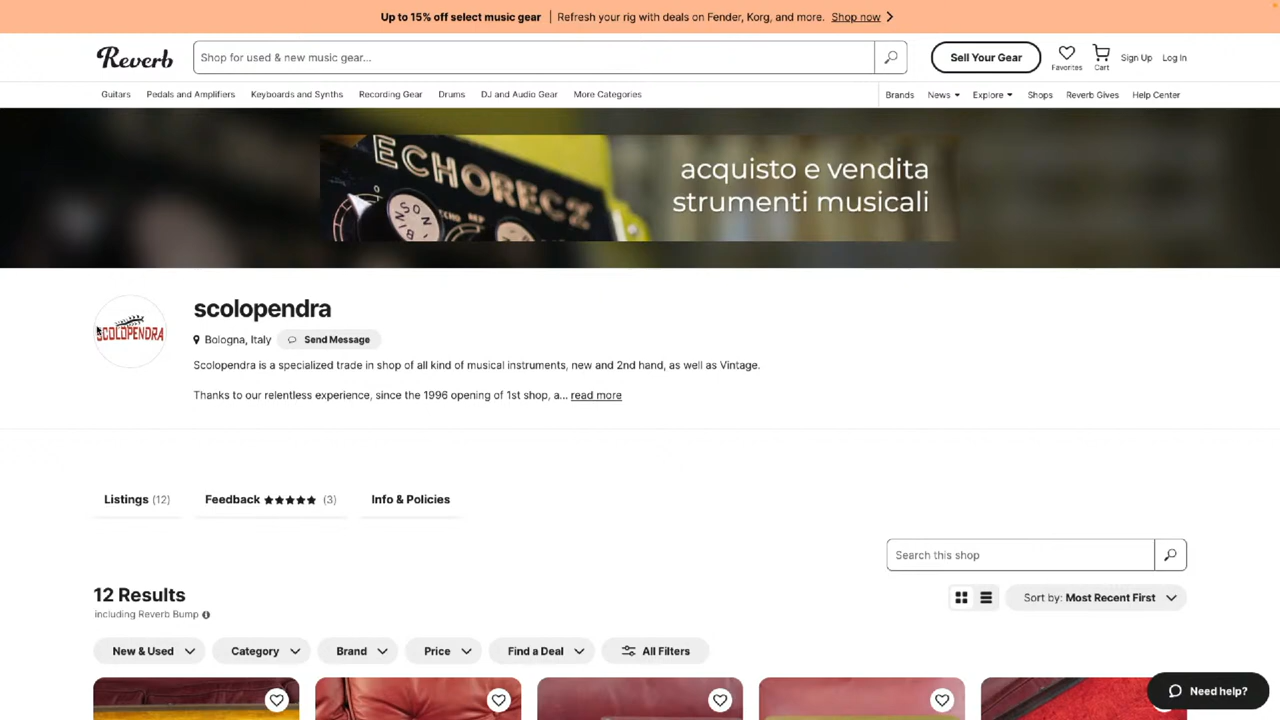 Up to 15% off select music gear | Refresh your rig with deals on Fender, Korg, and more. Shop now
Reverb
Shop for used & new music gear...
Sell Your Gear
Favorites
Cart
Sign Up
Log In
Guitars
Pedals and Amplifiers
Keyboards and Synths
Recording Gear
Drums
DJ and Audio Gear
More Categories
Brands
News
Explore
Shops
Reverb Gives
Help Center
ECHOREC2
acquisto e vendita
strumenti musicali
BINSON
SCOLOPENDRA
scolopendra
Bologna, Italy
Send Message
Scolopendra is a specialized trade in shop of all kind of musical instruments, new and 2nd hand, as well as Vintage.
Thanks to our relentless experience, since the 1996 opening of 1st shop, a... read more
Listings (12)
Feedback ★★★★★ (3)
Info & Policies
Search this shop
12 Results
including Reverb Bump
Sort by: Most Recent First
New & Used
Category
Brand
Price
Find a Deal
All Filters
Need help?